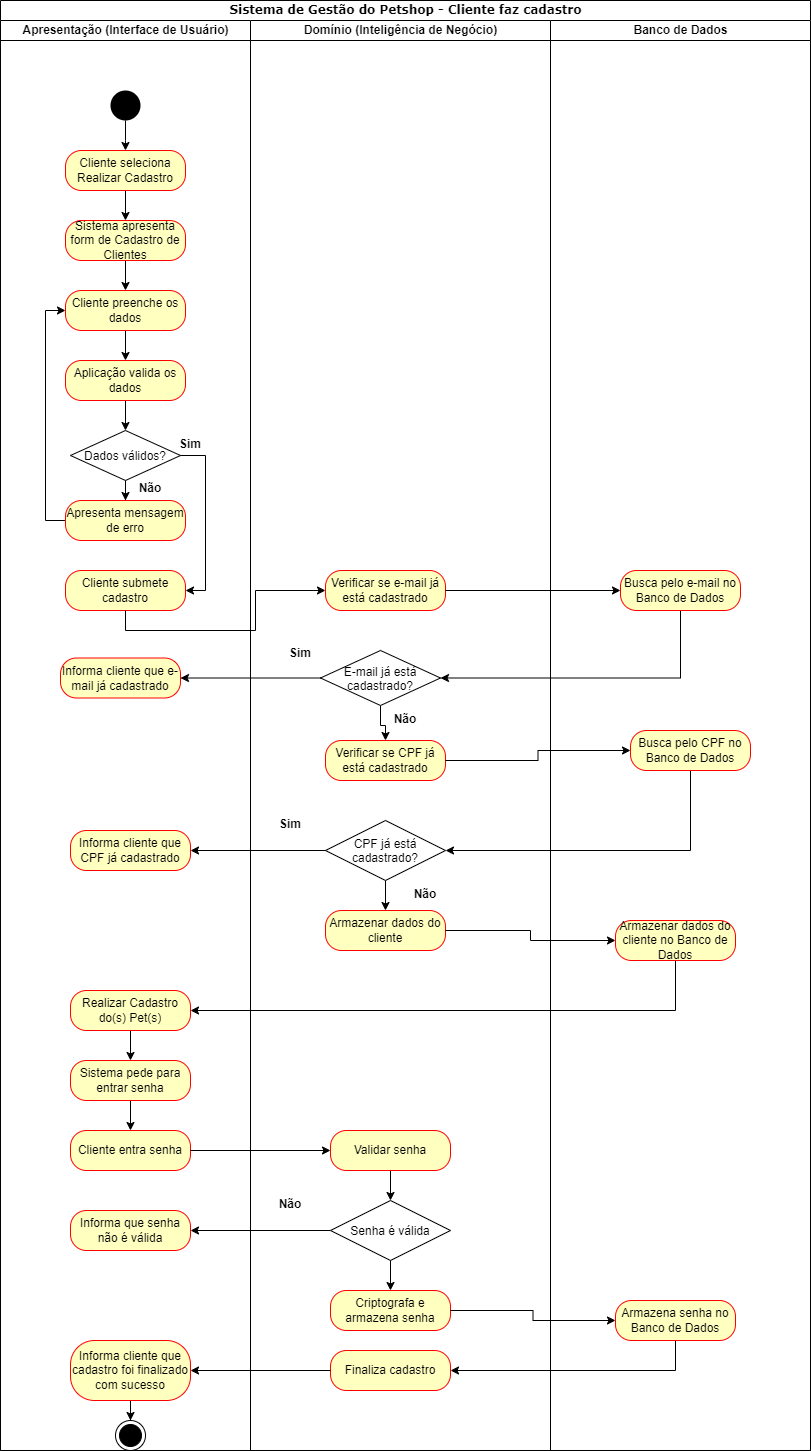 Sistema de Gestão do Petshop - Cliente faz cadastro
Apresentação (Interface de Usuário)
Domínio (Inteligência de Negócio)
Banco de Dados
Cliente seleciona
Realizar Cadastro
Sistema apresenta
form de Cadastro de
Clientes
Cliente preenche os
dados
Aplicação valida os
dados
Dados válidos?
Sim
Não
Apresenta mensagem
de erro
Cliente submete
cadastro
Verificar se e-mail já
está cadastrado
Busca pelo e-mail no
Banco de Dados
E-mail já está
cadastrado?
Sim
Informa cliente que e-
mail já cadastrado
Não
Verificar se CPF já
está cadastrado
Busca pelo CPF no
Banco de Dados
CPF já está
cadastrado?
Sim
Informa cliente que
CPF já cadastrado
Não
Armazenar dados do
cliente
Armazenar dados do
cliente no Banco de
Dados
Realizar Cadastro
do(s) Pet(s)
Sistema pede para
entrar senha
Cliente entra senha
Validar senha
Senha é válida
Não
Informa que senha
não é válida
Criptografa e
armazena senha
Armazena senha no
Banco de Dados
Finaliza cadastro
Informa cliente que
cadastro foi finalizado
com sucesso